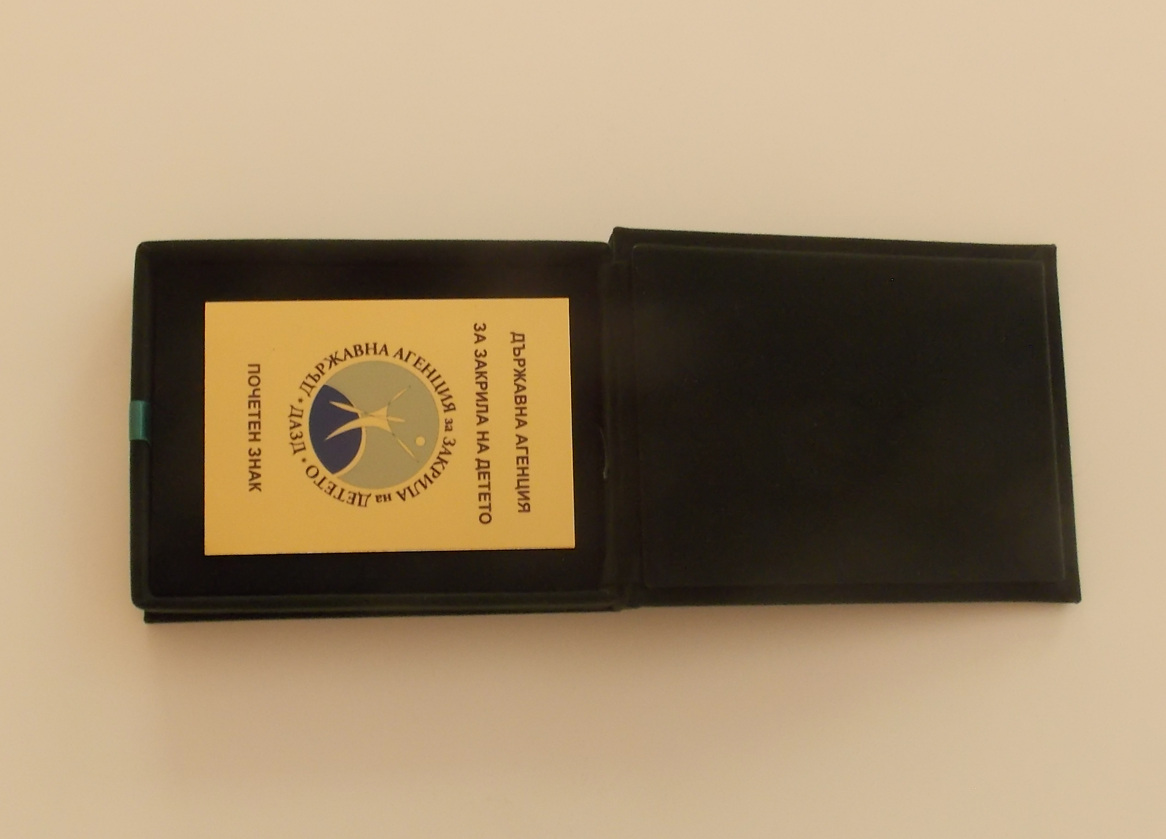 ДЪРЖАВНА АГЕНЦИЯ
ЗА ЗАКРИЛА НА ДЕТЕТО
ДЪРЖАВНА АГЕНЦИЯ за ЗАКРИЛА на ДЕТЕТО • ДАЗД •
ПОЧЕТЕН ЗНАК